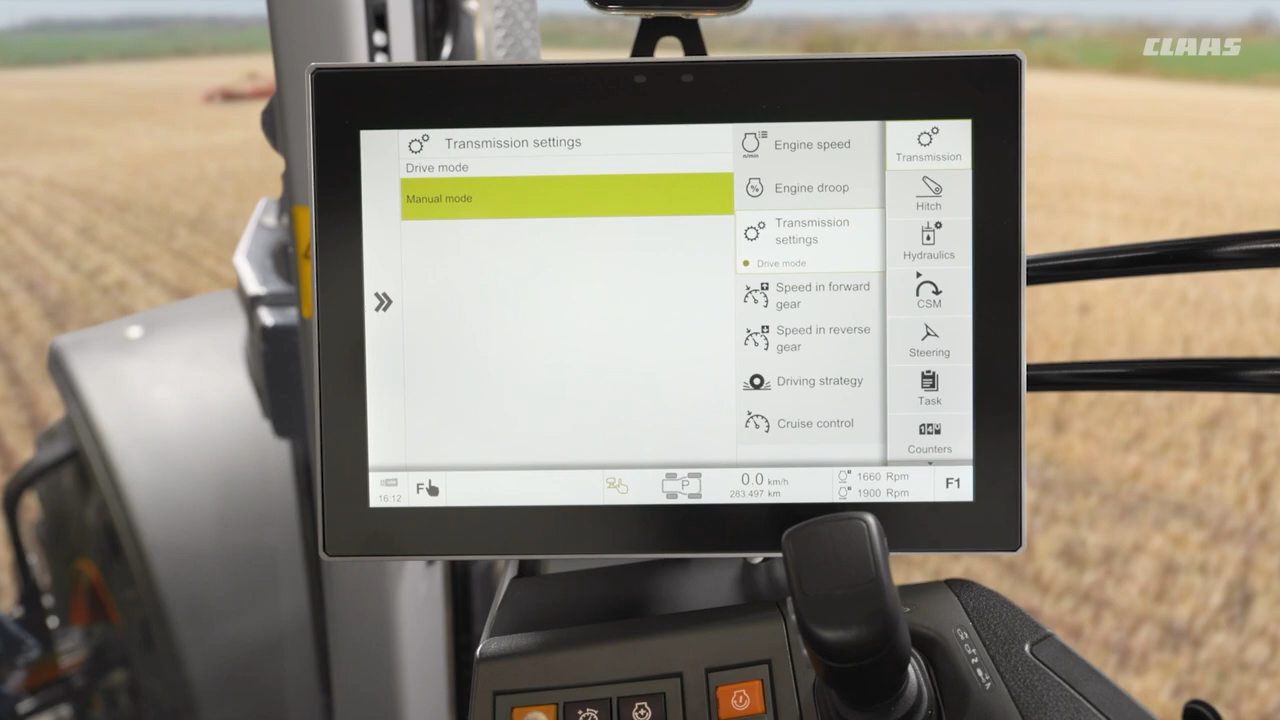 CLAAS
Transmission settings
Drive mode
Manual mode
Engine speed
n/min
Engine droop
%
Transmission
settings
Drive mode
Speed in forward
gear
Speed in reverse
gear
Driving strategy
Cruise control
Transmission
Hitch
Hydraulics
CSM
Steering
Task
Counters
16:12
F
P
0.0 km/h
283.497 km
1660 Rpm
1900 Rpm
F1